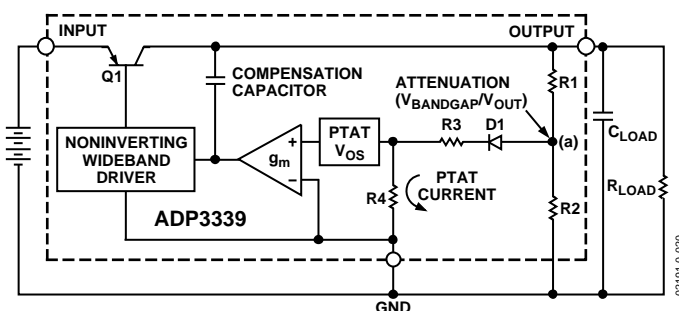 INPUT
OUTPUT
Q1
COMPENSATION
CAPACITOR
ATTENUATION
(VBANDGAP/VOUT)
R1
R3
D1
(a)
CLOAD
NONINVERTING
WIDEBAND
DRIVER
gm
+
−
PTAT
VOS
R4
PTAT
CURRENT
R2
RLOAD
ADP3339
GND